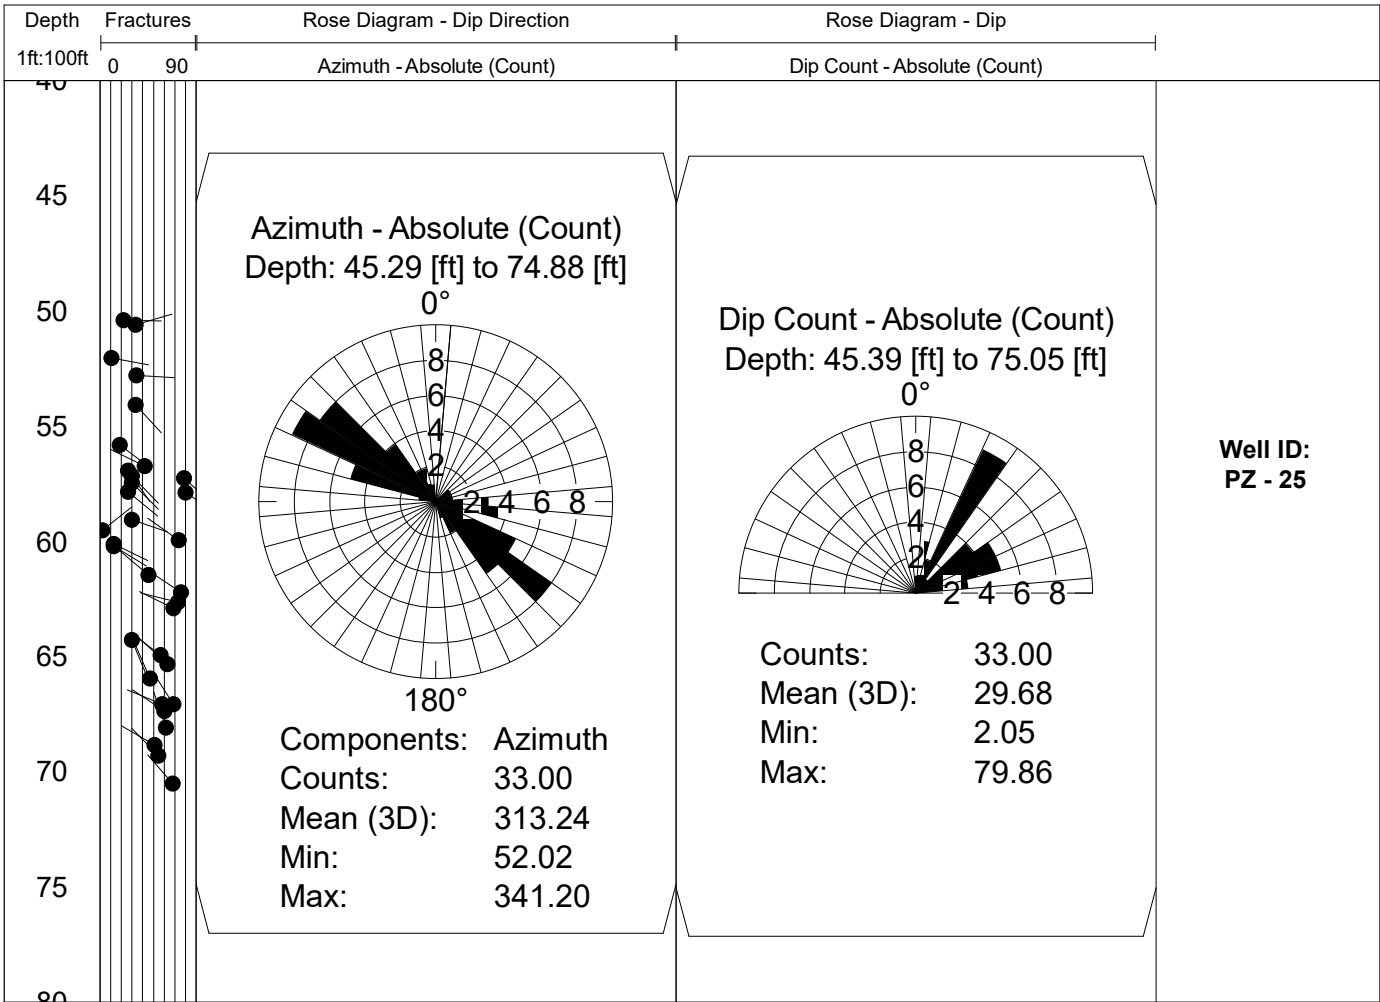 Depth Fractures Rose Diagram - Dip Direction Rose Diagram - Dip
1ft:100ft 0 90 Azimuth - Absolute (Count) Dip Count - Absolute (Count)
40
45
50
55
60
65
70
75
80
Azimuth - Absolute (Count)
Depth: 45.29 [ft] to 74.88 [ft]
0°
8
6
4
2
2 4 6 8
180°
Components: Azimuth
Counts: 33.00
Mean (3D): 313.24
Min: 52.02
Max: 341.20
Dip Count - Absolute (Count)
Depth: 45.39 [ft] to 75.05 [ft]
0°
8
6
4
2
2 4 6 8
Counts: 33.00
Mean (3D): 29.68
Min: 2.05
Max: 79.86
Well ID:
PZ - 25